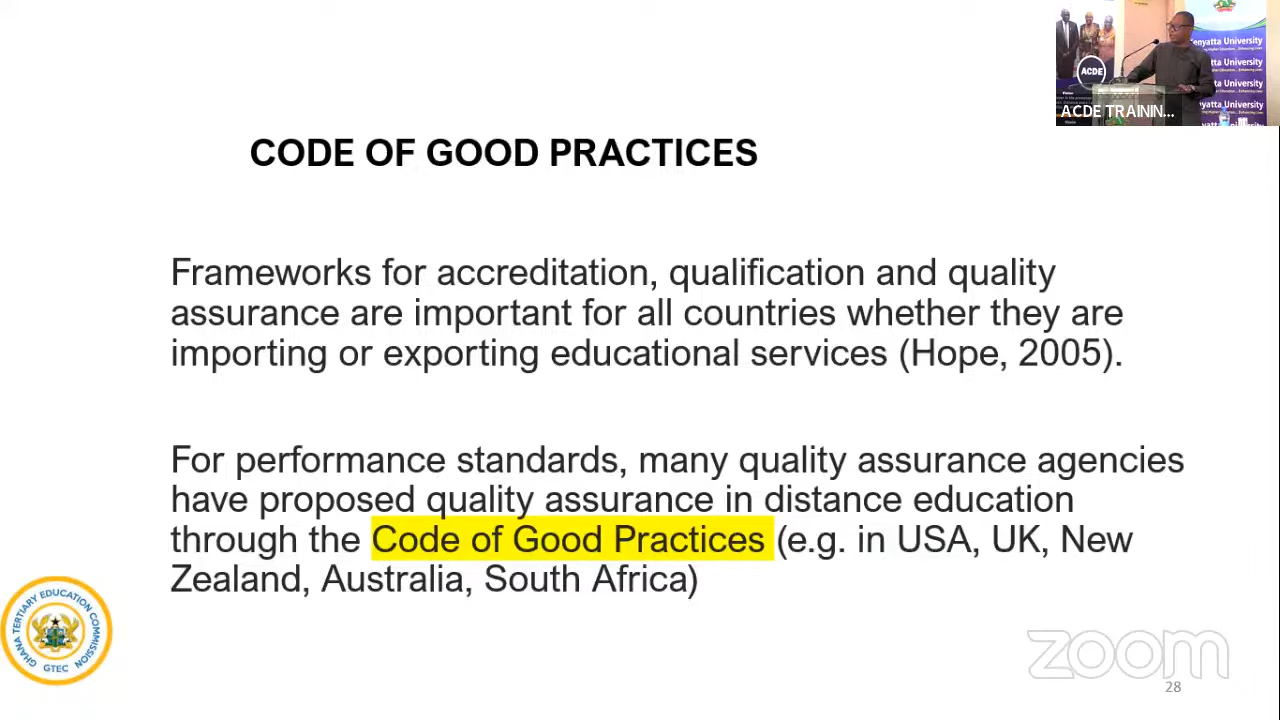 CODE OF GOOD PRACTICES
Frameworks for accreditation, qualification and quality
assurance are important for all countries whether they are
importing or exporting educational services (Hope, 2005).
For performance standards, many quality assurance agencies
have proposed quality assurance in distance education
through the Code of Good Practices (e.g. in USA, UK, New
Zealand, Australia, South Africa)
GHANA TERTIARY EDUCATION COMMISSION
GTEC
zoom
28
ACDE
ACDE TRAININ...
Kenyatta University
Kenyatta University
Kenyatta University
Kenyatta University